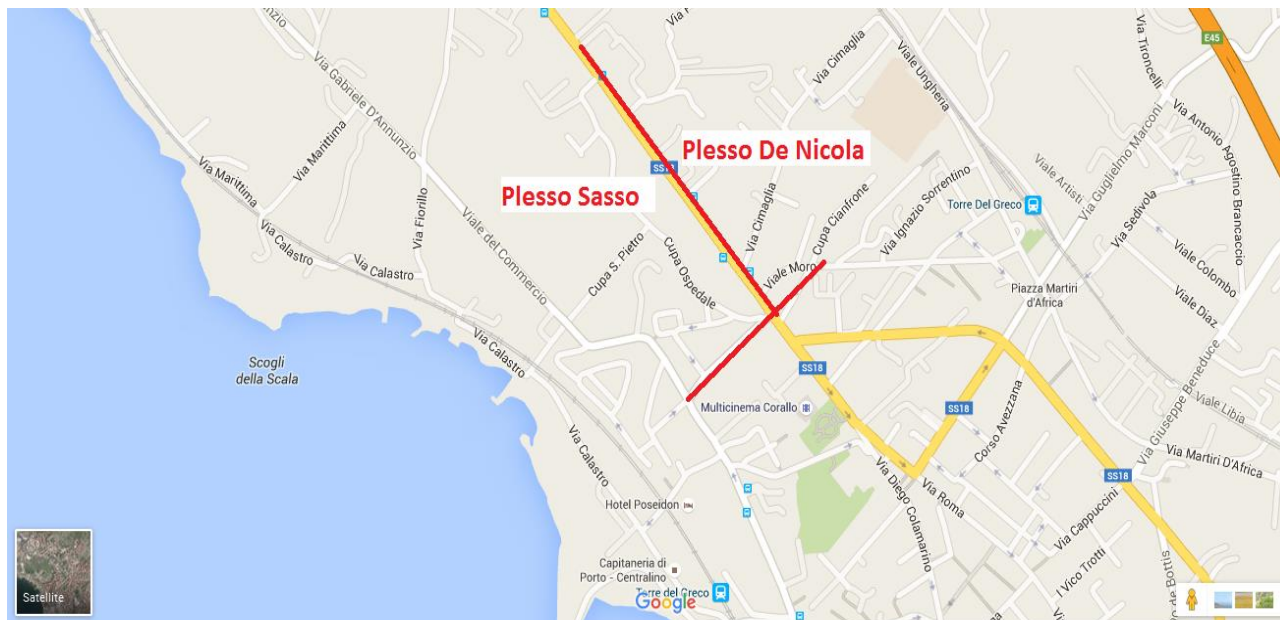 Via Gabriele D'Annunzio
Via Cimaglia
Viale Ungheria
Via Tironcelli
E45
Via Guglielmo Marconi
Via Antonio Agostino Brancaccio
Via Marittima
Via Marittima
Plesso De Nicola
SS18
Plesso Sasso
Viale Artisti
Via Fiorillo
Viale del Commercio
Via Cimaglia
Cupa Cianfrone
Via Ignazio Sorrentino
Torre Del Greco
Via Sedivola
Via Calastro
Via Calastro
Cupa S. Pietro
Cupa Ospedale
Viale Moro
Viale Colombo
Piazza Martiri
d'Africa
Viale Diaz
Via Calastro
Scogli
della Scala
SS18
Multicinema Corallo
SS18
Corso Avezzana
Via Giuseppe Beneduce
Viale Libia
Via Martiri D'Africa
Via Calastro
SS18
Via Diego Colamarino
Via Roma
Via Cappuccini
Hotel Poseidon
Capitaneria di
Porto - Centralino
I Vico Trotti
Torre del Greco
Google
Satellite